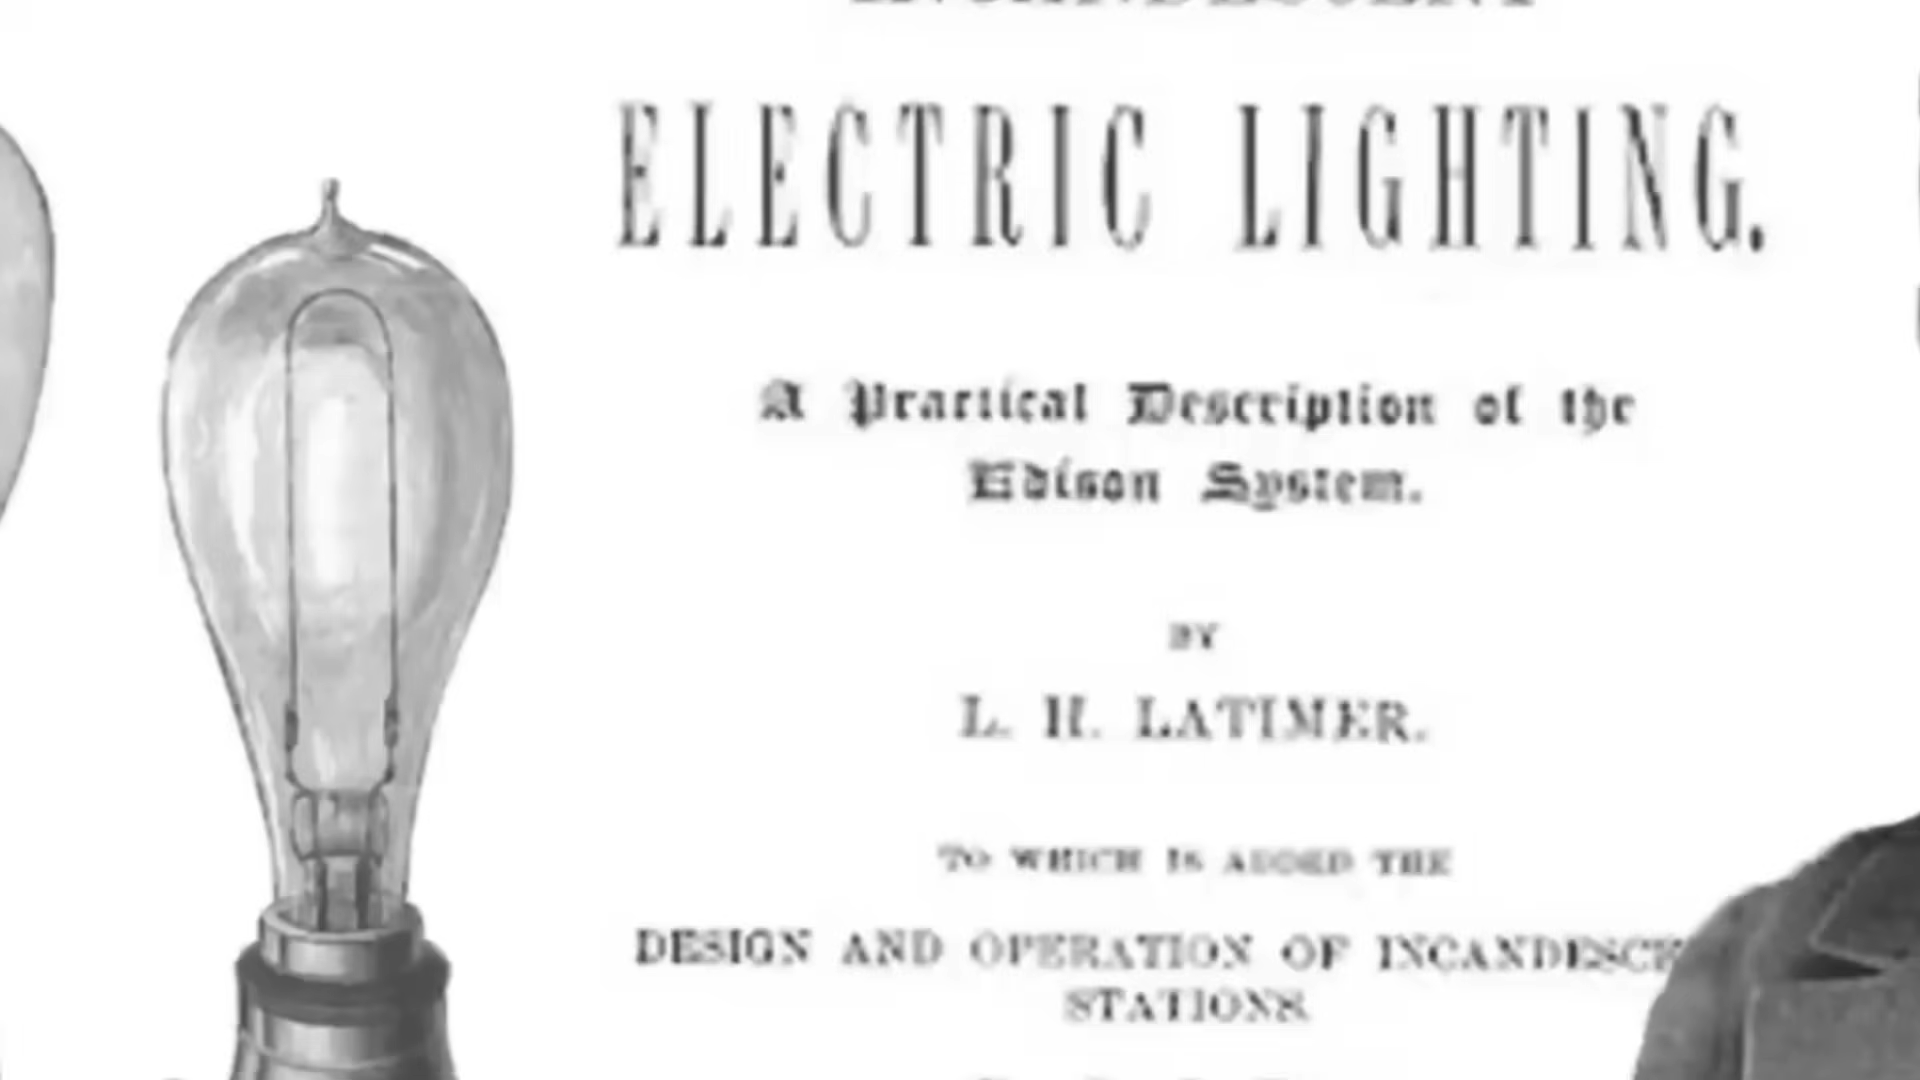 ELECTRIC LIGHTING.
A Practical Description of the
Edison System.
BY
L. H. LATIMER.
TO WHICH IS ADDED THE
DESIGN AND OPERATION OF
STATIONS.